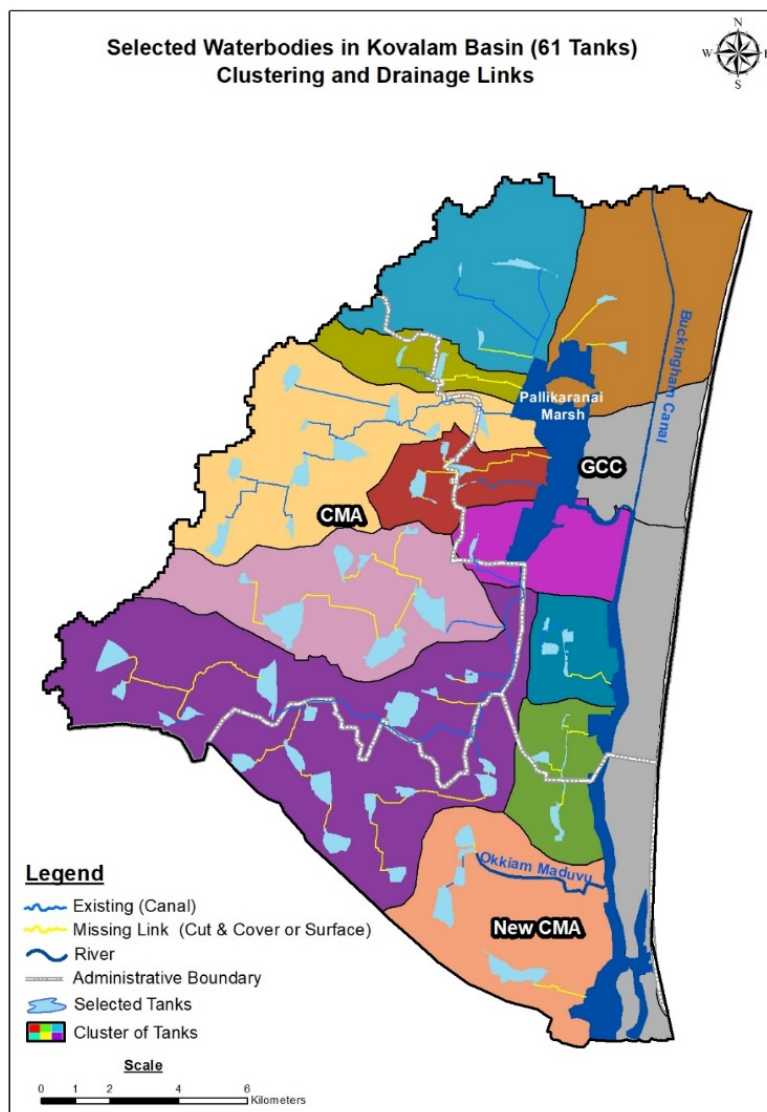 Selected Waterbodies in Kovalam Basin (61 Tanks)
Clustering and Drainage Links
N
W
E
S
Buckingham Canal
Pallikaranai
Marsh
GCC
CMA
Okkiam Maduvu
New CMA
Legend
Existing (Canal)
Missing Link (Cut & Cover or Surface)
River
Administrative Boundary
Selected Tanks
Cluster of Tanks
Scale
0 1 2 4 6
Kilometers